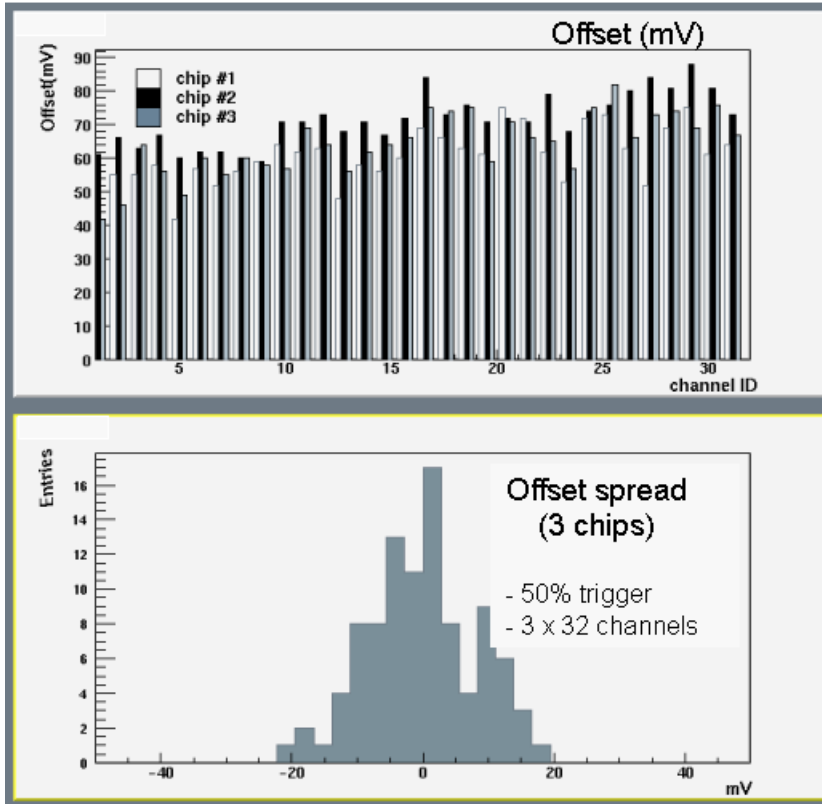 Offset (mV)
Offset(mV)
90
80
70
60
50
40
30
20
10
0
chip #1
chip #2
chip #3
5
10
15
20
25
30
channel ID
Entries
16
14
12
10
8
6
4
2
0
Offset spread
(3 chips)
- 50% trigger
- 3 x 32 channels
-40
-20
0
20
40
mV